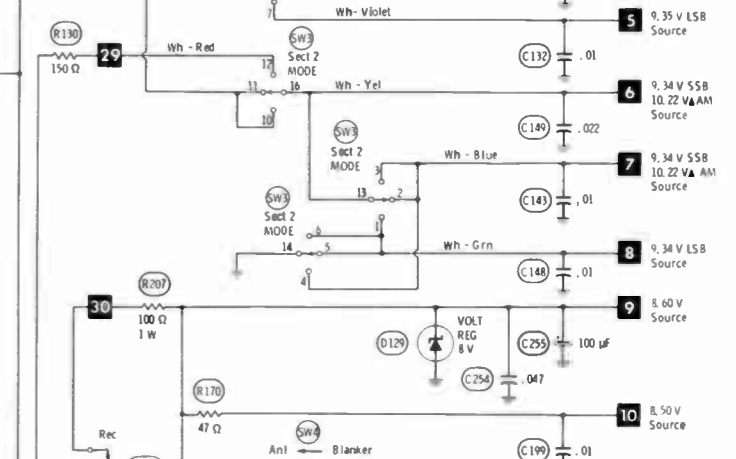 7
Wh-Violet
5
9.35 V LSB
Source
R130
150 Ω
29
Wh - Red
SW3
Sect 2
MODE
12
C132
.01
11
16
Wh - Yel
6
9.34 V SSB
10.22 V▲AM
Source
10
C149
.022
SW3
Sect 2
MODE
3
Wh - Blue
7
9.34 V SSB
10.22 V▲ AM
Source
13
2
C143
.01
SW3
Sect 2
MODE
1
6
14
5
Wh - Grn
8
9.34 V LSB
Source
4
C148
.01
R207
30
100 Ω
1 W
9
8.60 V
Source
D129
VOLT
REG
8 V
C255
100 µF
C254
.047
R170
47 Ω
10
8.50 V
Source
Rec
SW4
Anl
Blanker
C199
.01